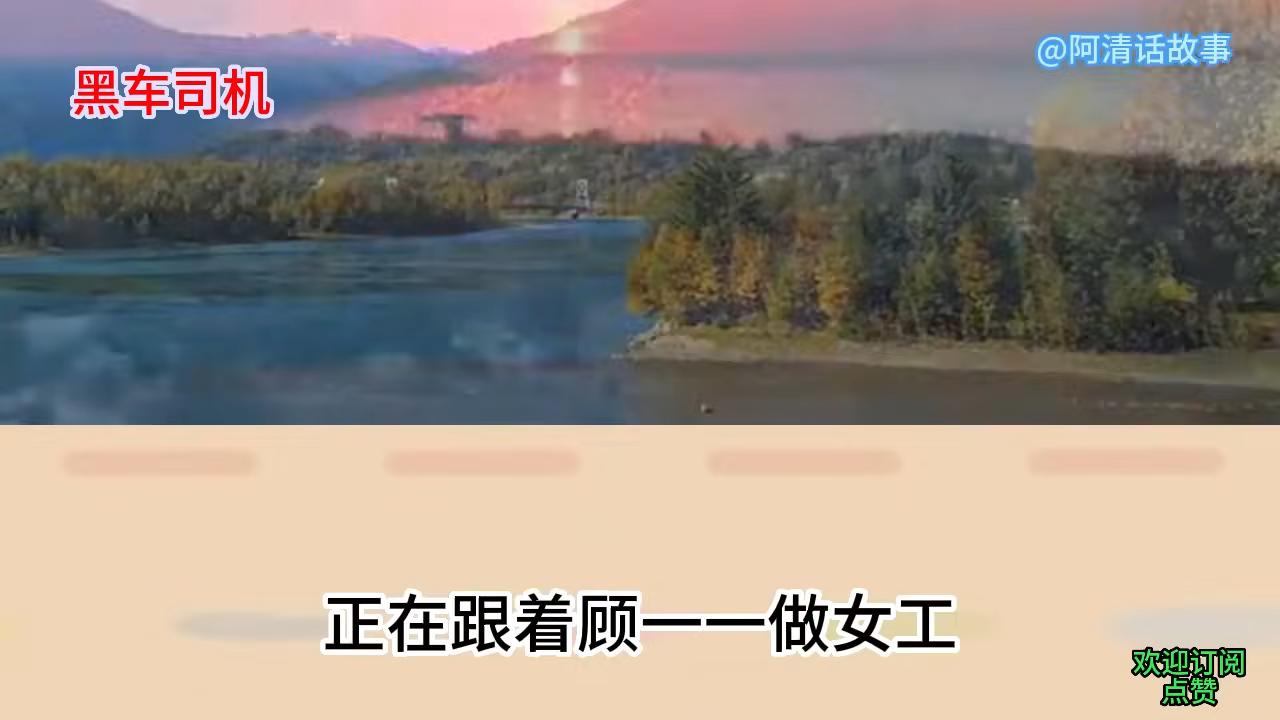 @阿清话故事
黑车司机
正在跟着顾一一做女工
欢迎订阅
点赞